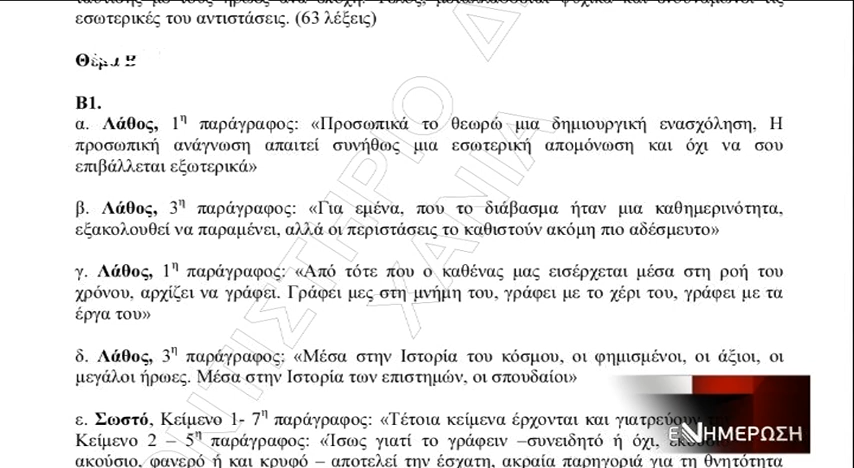 εσωτερικές του αντιστάσεις. (63 λέξεις)
Β1.
α. Λάθος, 1η παράγραφος: «Προσωπικά το θεωρώ μια δημιουργική ενασχόληση, Η
προσωπική ανάγνωση απαιτεί συνήθως μια εσωτερική απομόνωση και όχι να σου
επιβάλλεται εξωτερικά»
β. Λάθος, 3η παράγραφος: «Για εμένα, που το διάβασμα ήταν μια καθημερινότητα,
εξακολουθεί να παραμένει, αλλά οι περιστάσεις το καθιστούν ακόμη πιο αδέσμευτο»
γ. Λάθος, 1η παράγραφος: «Από τότε που ο καθένας μας εισέρχεται μέσα στη ροή του
χρόνου, αρχίζει να γράφει. Γράφει μες στη μνήμη του, γράφει με το χέρι του, γράφει με τα
έργα του»
δ. Λάθος, 3η παράγραφος: «Μέσα στην Ιστορία του κόσμου, οι φημισμένοι, οι άξιοι, οι
μεγάλοι ήρωες. Μέσα στην Ιστορία των επιστημών, οι σπουδαίοι»
ε. Σωστό, Κείμενο 1- 7η παράγραφος: «Τέτοια κείμενα έρχονται και γιατρεύουν
Κείμενο 2 – 5η παράγραφος: «Ίσως γιατί το γράφειν –συνειδητό ή όχι,
ακούσιο, φανερό ή και κρυφό – αποτελεί την έσχατη, ακραία παρηγοριά για τη θνητότητα
ΕΝΗΜΕΡΩΣΗ
ΦΡΟΝΤΙΣΤΗΡΙΟ
ΧΑΝΙΑ